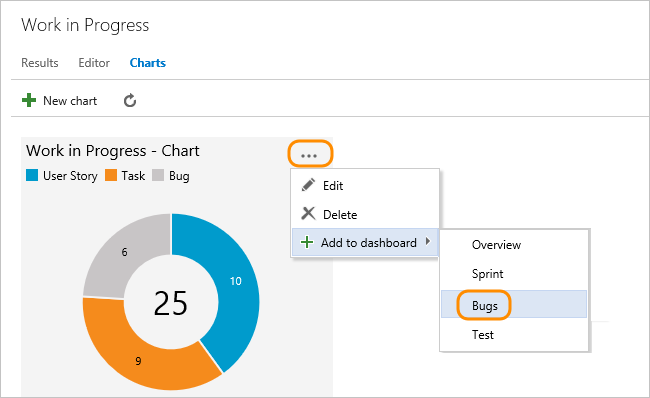 Work in Progress
Results Editor Charts
New chart
Work in Progress - Chart
...
User Story Task Bug
Edit
Delete
Add to dashboard
Overview
Sprint
Bugs
Test
6
10
25
9